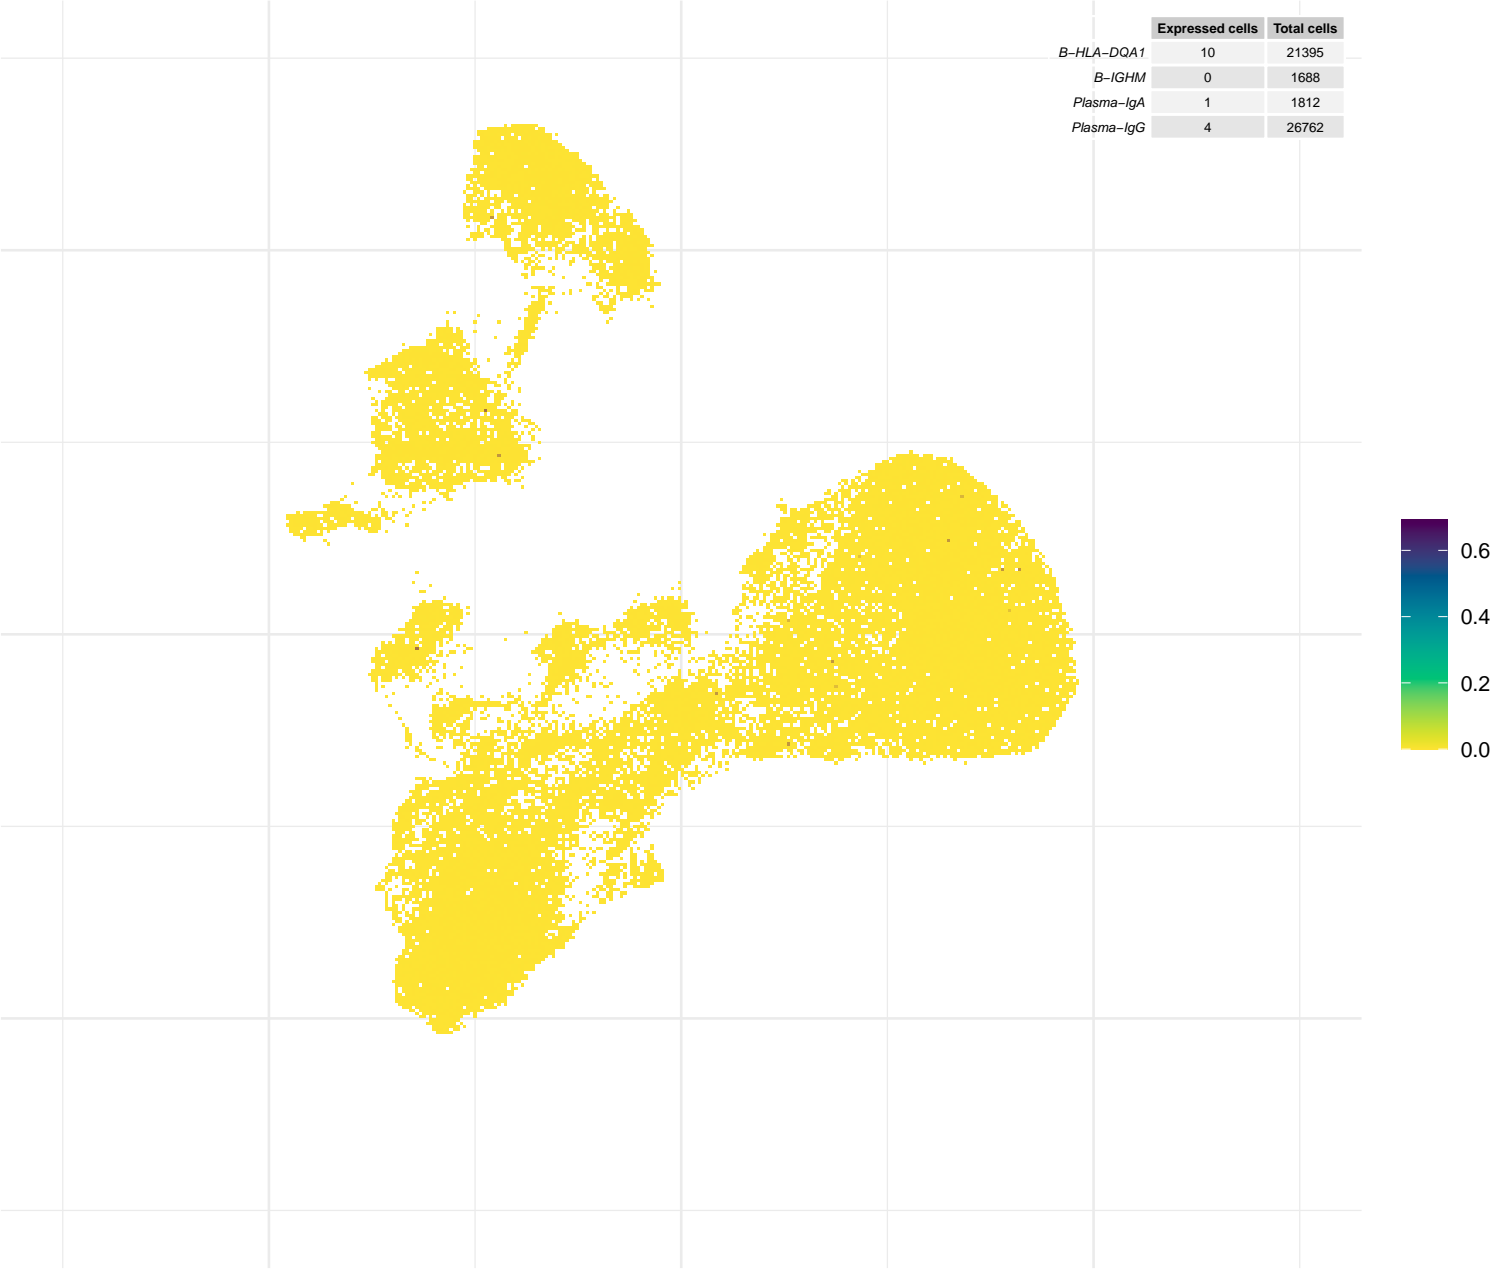 Expressed cells Total cells
B−HLA−DQA1 10 21395
B−IGHM 0 1688
Plasma−IgA 1 1812
Plasma−IgG 4 26762
0.6
0.4
0.2
0.0